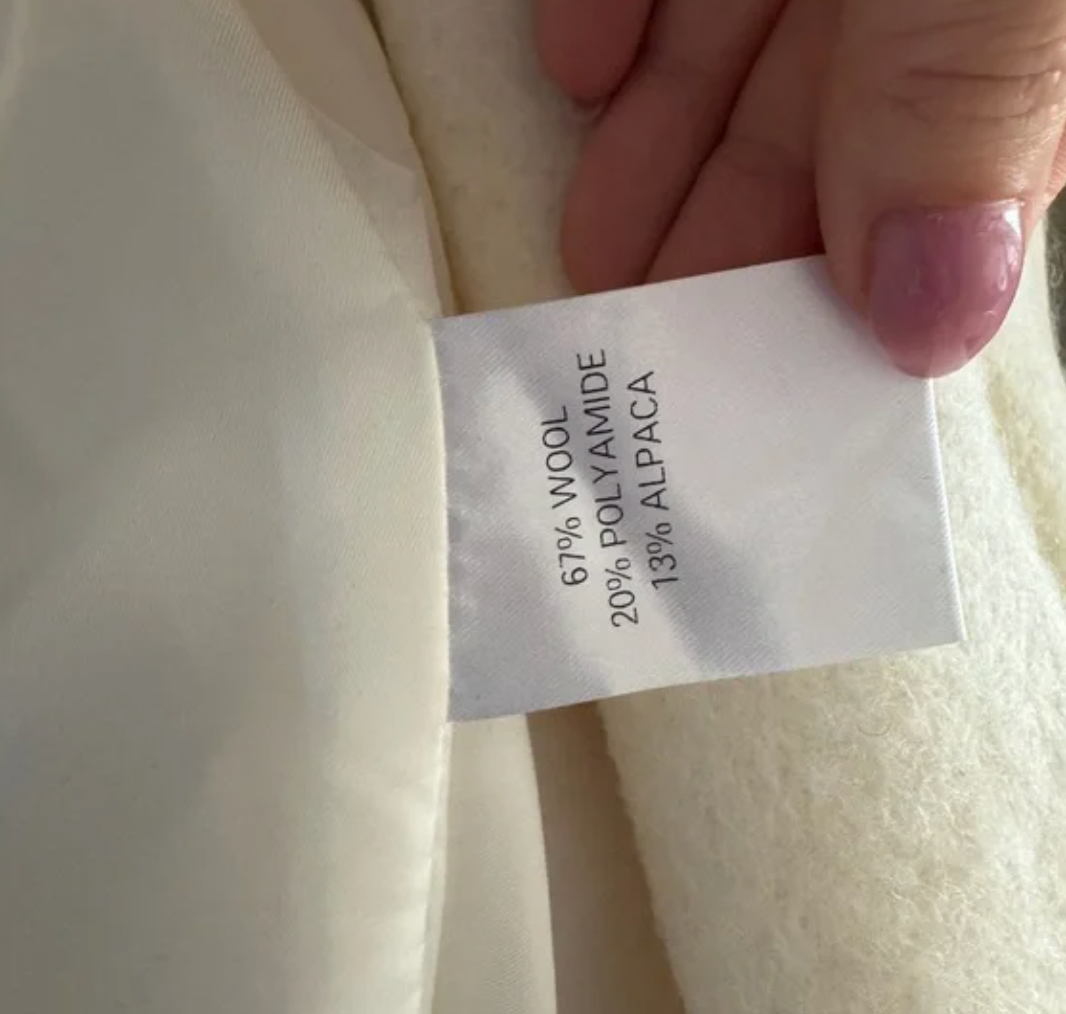 67% WOOL
20% POLYAMIDE
13% ALPACA